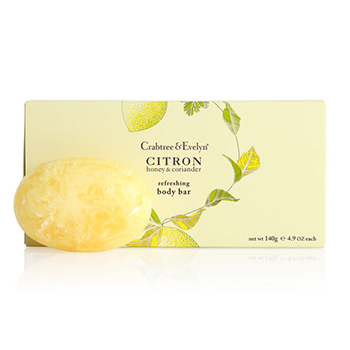 Crabtree & Evelyn®
CITRON
honey & coriander
refreshing
body bar
net wt 140g ℮ 4.9 OZ each